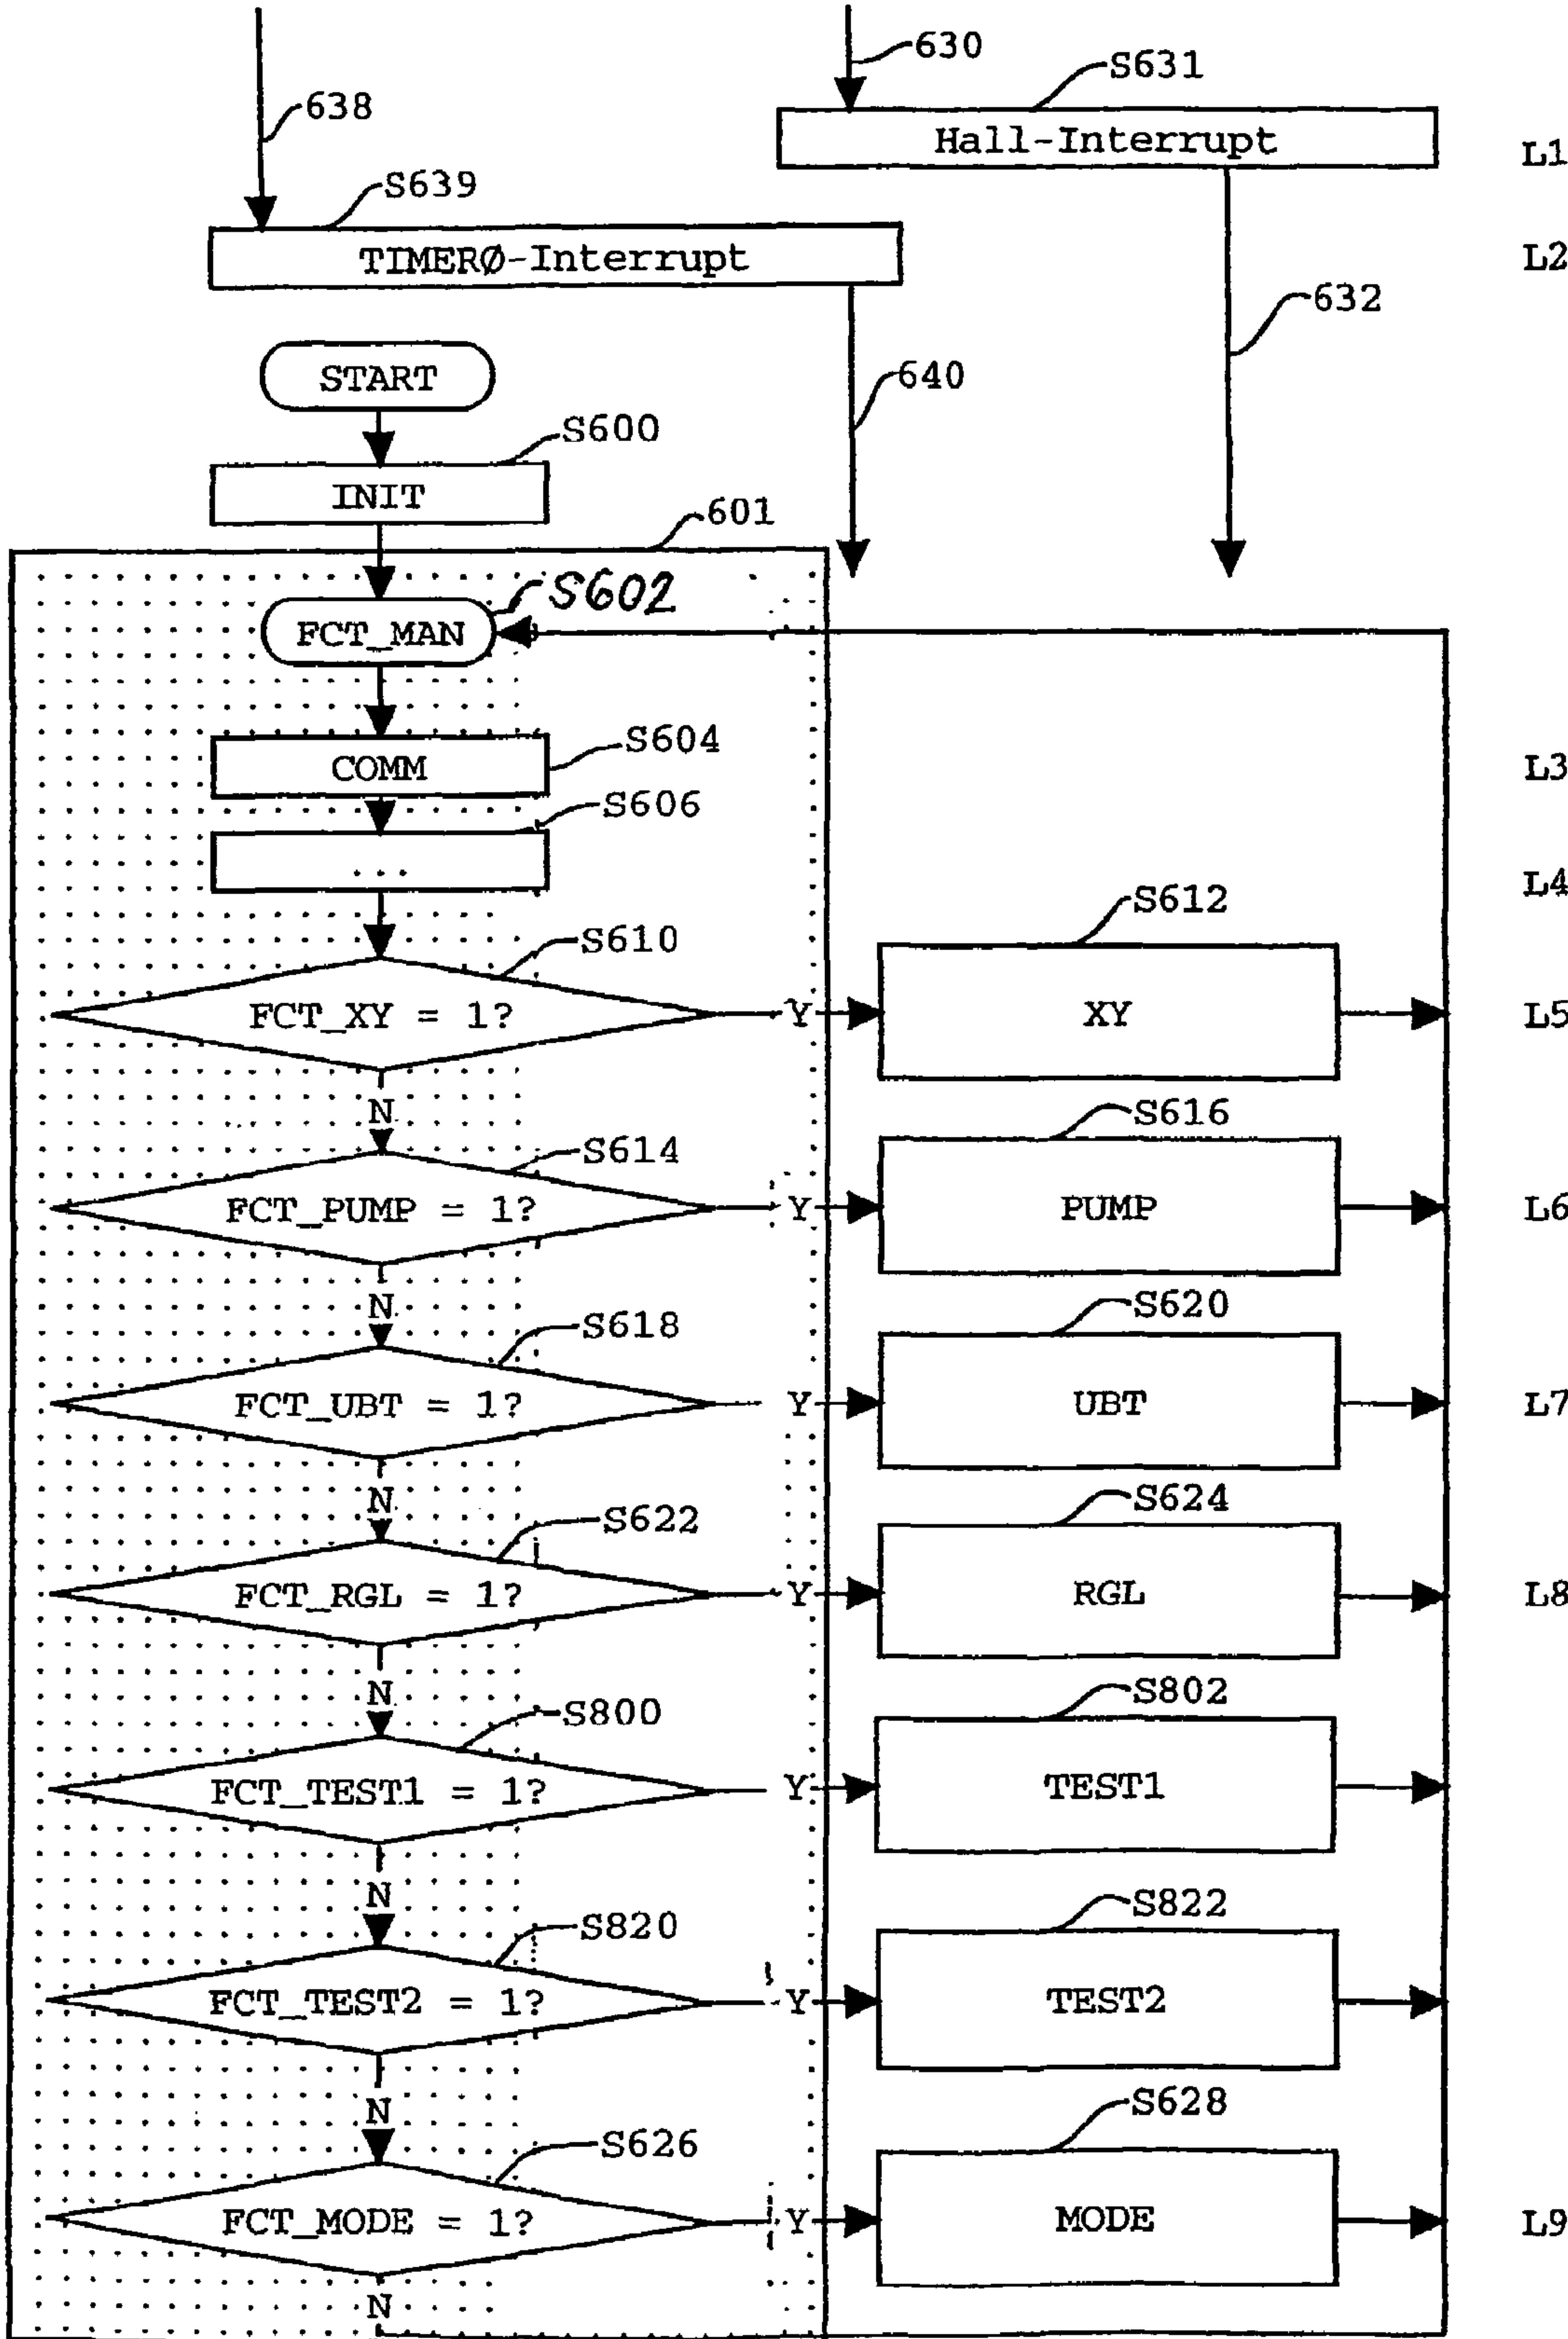 630
S631
638
Hall-Interrupt
L1
S639
TIMERØ-Interrupt
L2
632
START
640
S600
INIT
601
S602
FCT_MAN
S604
COMM
L3
S606
...
L4
S612
S610
FCT_XY = 1?
Y
XY
L5
N
S616
S614
FCT_PUMP = 1?
Y
PUMP
L6
N
S620
S618
FCT_UBT = 1?
Y
UBT
L7
N
S624
S622
FCT_RGL = 1?
Y
RGL
L8
N
S802
S800
FCT_TEST1 = 1?
Y
TEST1
N
S822
S820
FCT_TEST2 = 1?
Y
TEST2
N
S628
S626
FCT_MODE = 1?
Y
MODE
L9
N